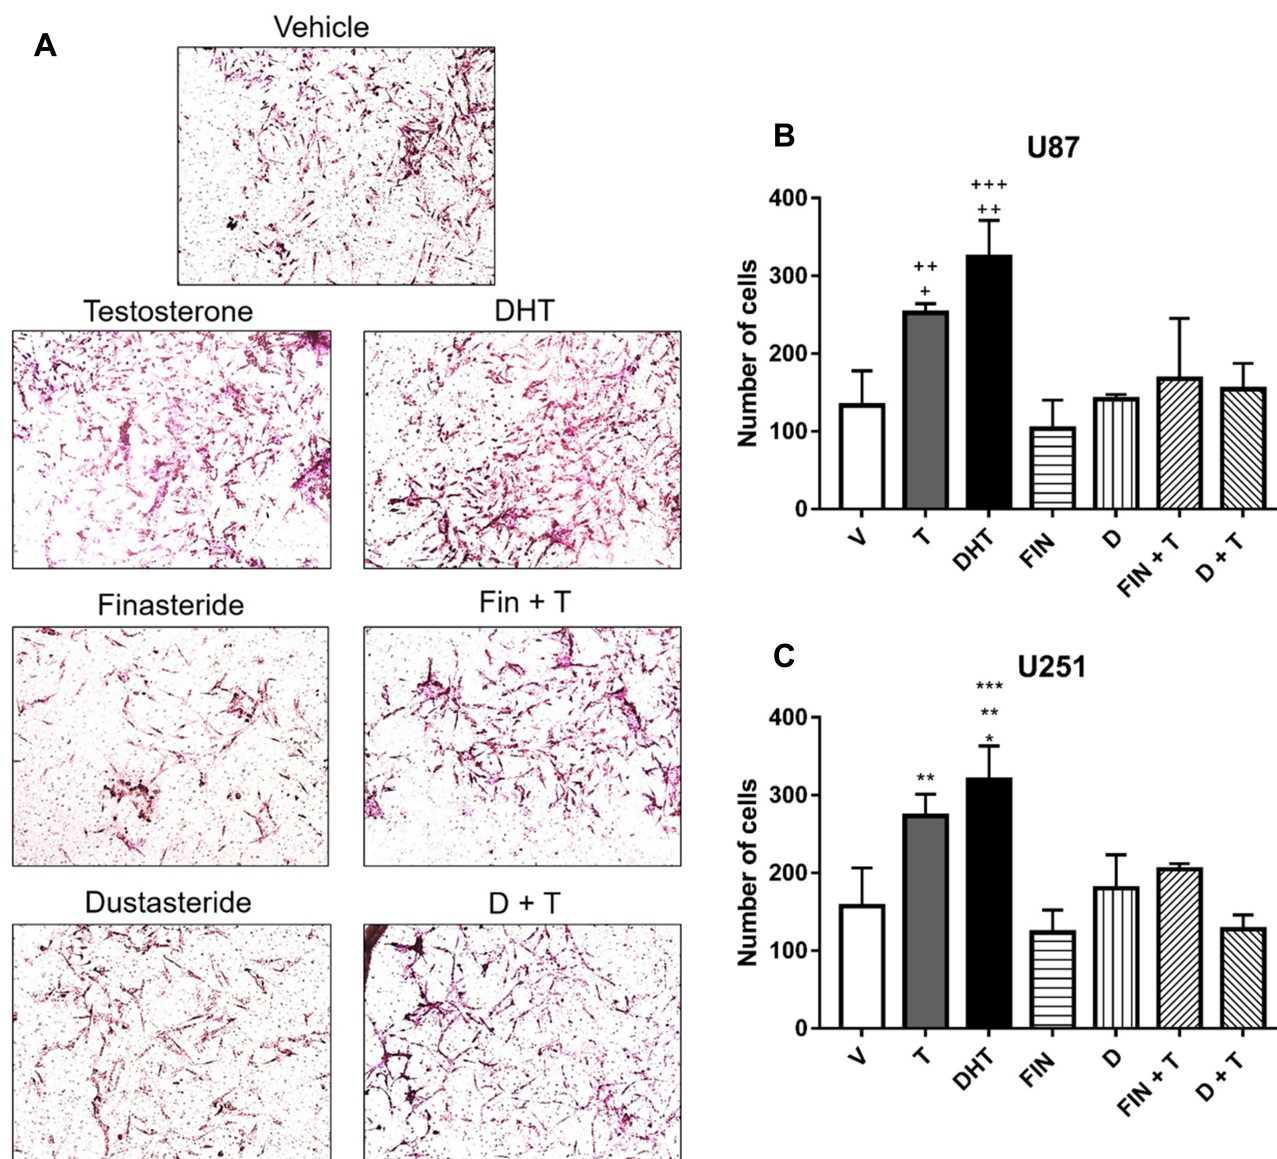 A
Vehicle
Testosterone
DHT
Finasteride
Fin + T
Dustasteride
D + T
B
U87
Number of cells
400
300
200
100
0
++
+
+++
++
V
T
DHT
FIN
D
FIN + T
D + T
C
U251
Number of cells
400
300
200
100
0
**
***
**
*
V
T
DHT
FIN
D
FIN + T
D + T